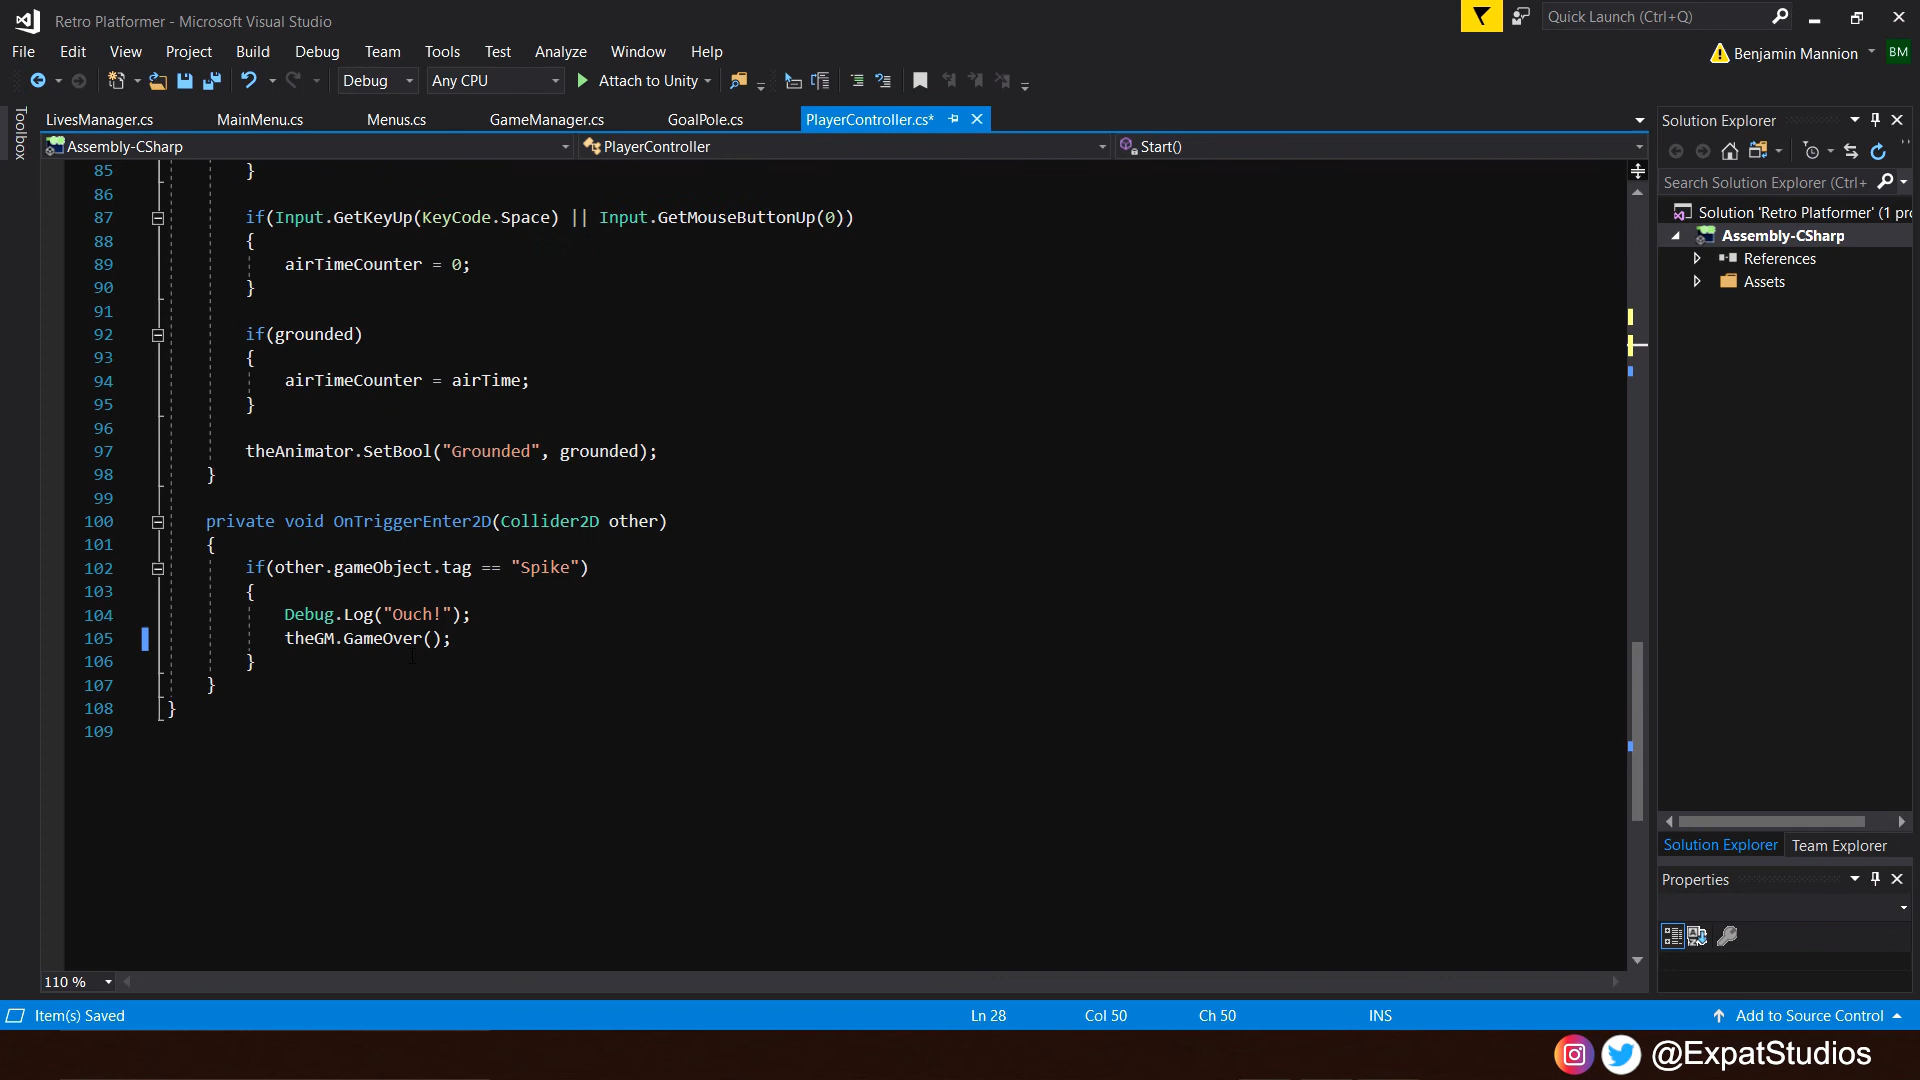 Retro Platformer - Microsoft Visual Studio
Quick Launch (Ctrl+Q)
File Edit View Project Build Debug Team Tools Test Analyze Window Help
Benjamin Mannion BM
Debug Any CPU Attach to Unity
Toolbox
LivesManager.cs MainMenu.cs Menus.cs GameManager.cs GoalPole.cs PlayerController.cs*
Assembly-CSharp PlayerController Start()
85 }
86
87 if(Input.GetKeyUp(KeyCode.Space) || Input.GetMouseButtonUp(0))
88 {
89 airTimeCounter = 0;
90 }
91
92 if(grounded)
93 {
94 airTimeCounter = airTime;
95 }
96
97 theAnimator.SetBool("Grounded", grounded);
98 }
99
100 private void OnTriggerEnter2D(Collider2D other)
101 {
102 if(other.gameObject.tag == "Spike")
103 {
104 Debug.Log("Ouch!");
105 theGM.GameOver();
106 }
107 }
108 }
109
110 %
Solution Explorer
Search Solution Explorer (Ctrl+
Solution 'Retro Platformer' (1 pro
Assembly-CSharp
References
Assets
Solution Explorer Team Explorer
Properties
Item(s) Saved Ln 28 Col 50 Ch 50 INS Add to Source Control
@ExpatStudios